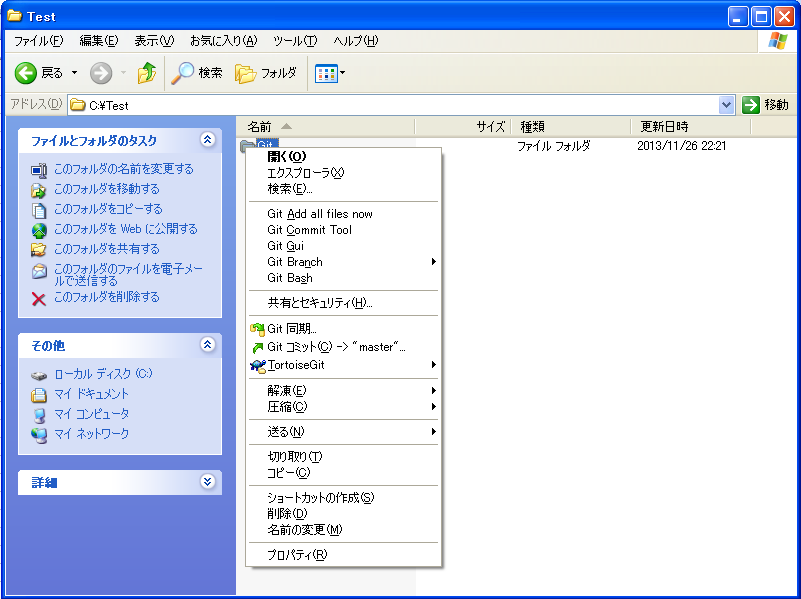 Test
ファイル(F) 編集(E) 表示(V) お気に入り(A) ツール(T) ヘルプ(H)
戻る 検索 フォルダ
アドレス(D) C:¥Test 移動
ファイルとフォルダのタスク
このフォルダの名前を変更する
このフォルダを移動する
このフォルダをコピーする
このフォルダを Web に公開する
このフォルダを共有する
このフォルダのファイルを電子メー
ルで送信する
このフォルダを削除する
その他
ローカル ディスク (C:)
マイ ドキュメント
マイ コンピュータ
マイ ネットワーク
詳細
名前 サイズ 種類 更新日時
Git ファイル フォルダ 2013/11/26 22:21
開く(O)
エクスプローラ(X)
検索(E)...
Git Add all files now
Git Commit Tool
Git Gui
Git Branch
Git Bash
共有とセキュリティ(H)...
Git 同期...
Git コミット(C) -> "master"...
TortoiseGit
解凍(E)
圧縮(C)
送る(N)
切り取り(T)
コピー(C)
ショートカットの作成(S)
削除(D)
名前の変更(M)
プロパティ(R)